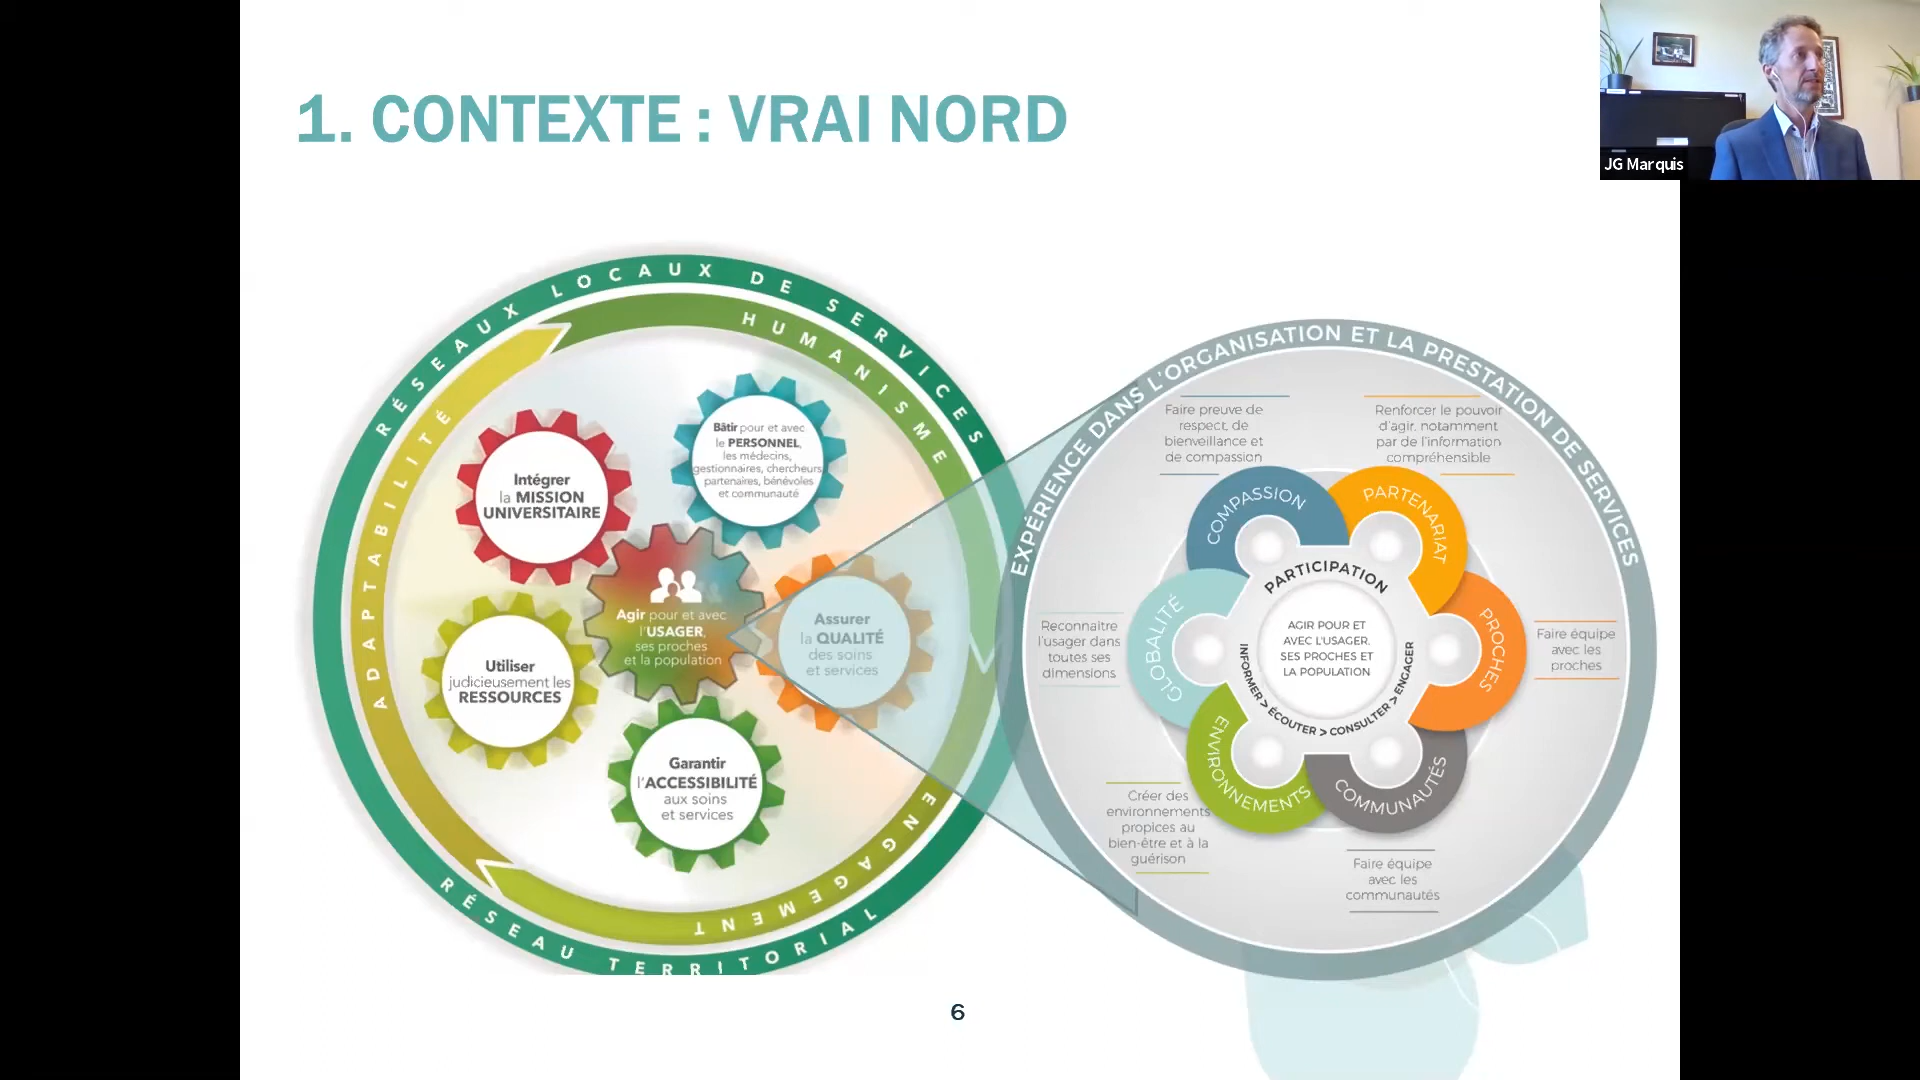 1. CONTEXTE : VRAI NORD
JG Marquis
RÉSEAUX LOCAUX DE SERVICES
HUMANISME
ADAPTABILITÉ
ENGAGEMENT
RÉSEAU TERRITORIAL
Intégrer
la MISSION
UNIVERSITAIRE
Bâtir pour et avec
le PERSONNEL,
les médecins,
gestionnaires, chercheurs
partenaires, bénévoles
et communauté
Agir pour et avec
l'USAGER,
ses proches
et la population
Assurer
la QUALITÉ
des soins
et services
Utiliser
judicieusement les
RESSOURCES
Garantir
l'ACCESSIBILITÉ
aux soins
et services
EXPÉRIENCE DANS L'ORGANISATION ET LA PRESTATION DE SERVICES
Faire preuve de
respect, de
bienveillance et
de compassion
Renforcer le pouvoir
d'agir, notamment
par de l'information
compréhensible
COMPASSION
PARTENARIAT
PARTICIPATION
GLOBALITÉ
PROCHES
Reconnaitre
l'usager dans
toutes ses
dimensions
AGIR POUR ET
AVEC L'USAGER,
SES PROCHES ET
LA POPULATION
INFORMER > ÉCOUTER > CONSULTER > ENGAGER
Faire équipe
avec les
proches
ENVIRONNEMENTS
COMMUNAUTÉS
Créer des
environnements
propices au
bien-être et à la
guérison
Faire équipe
avec les
communautés
6